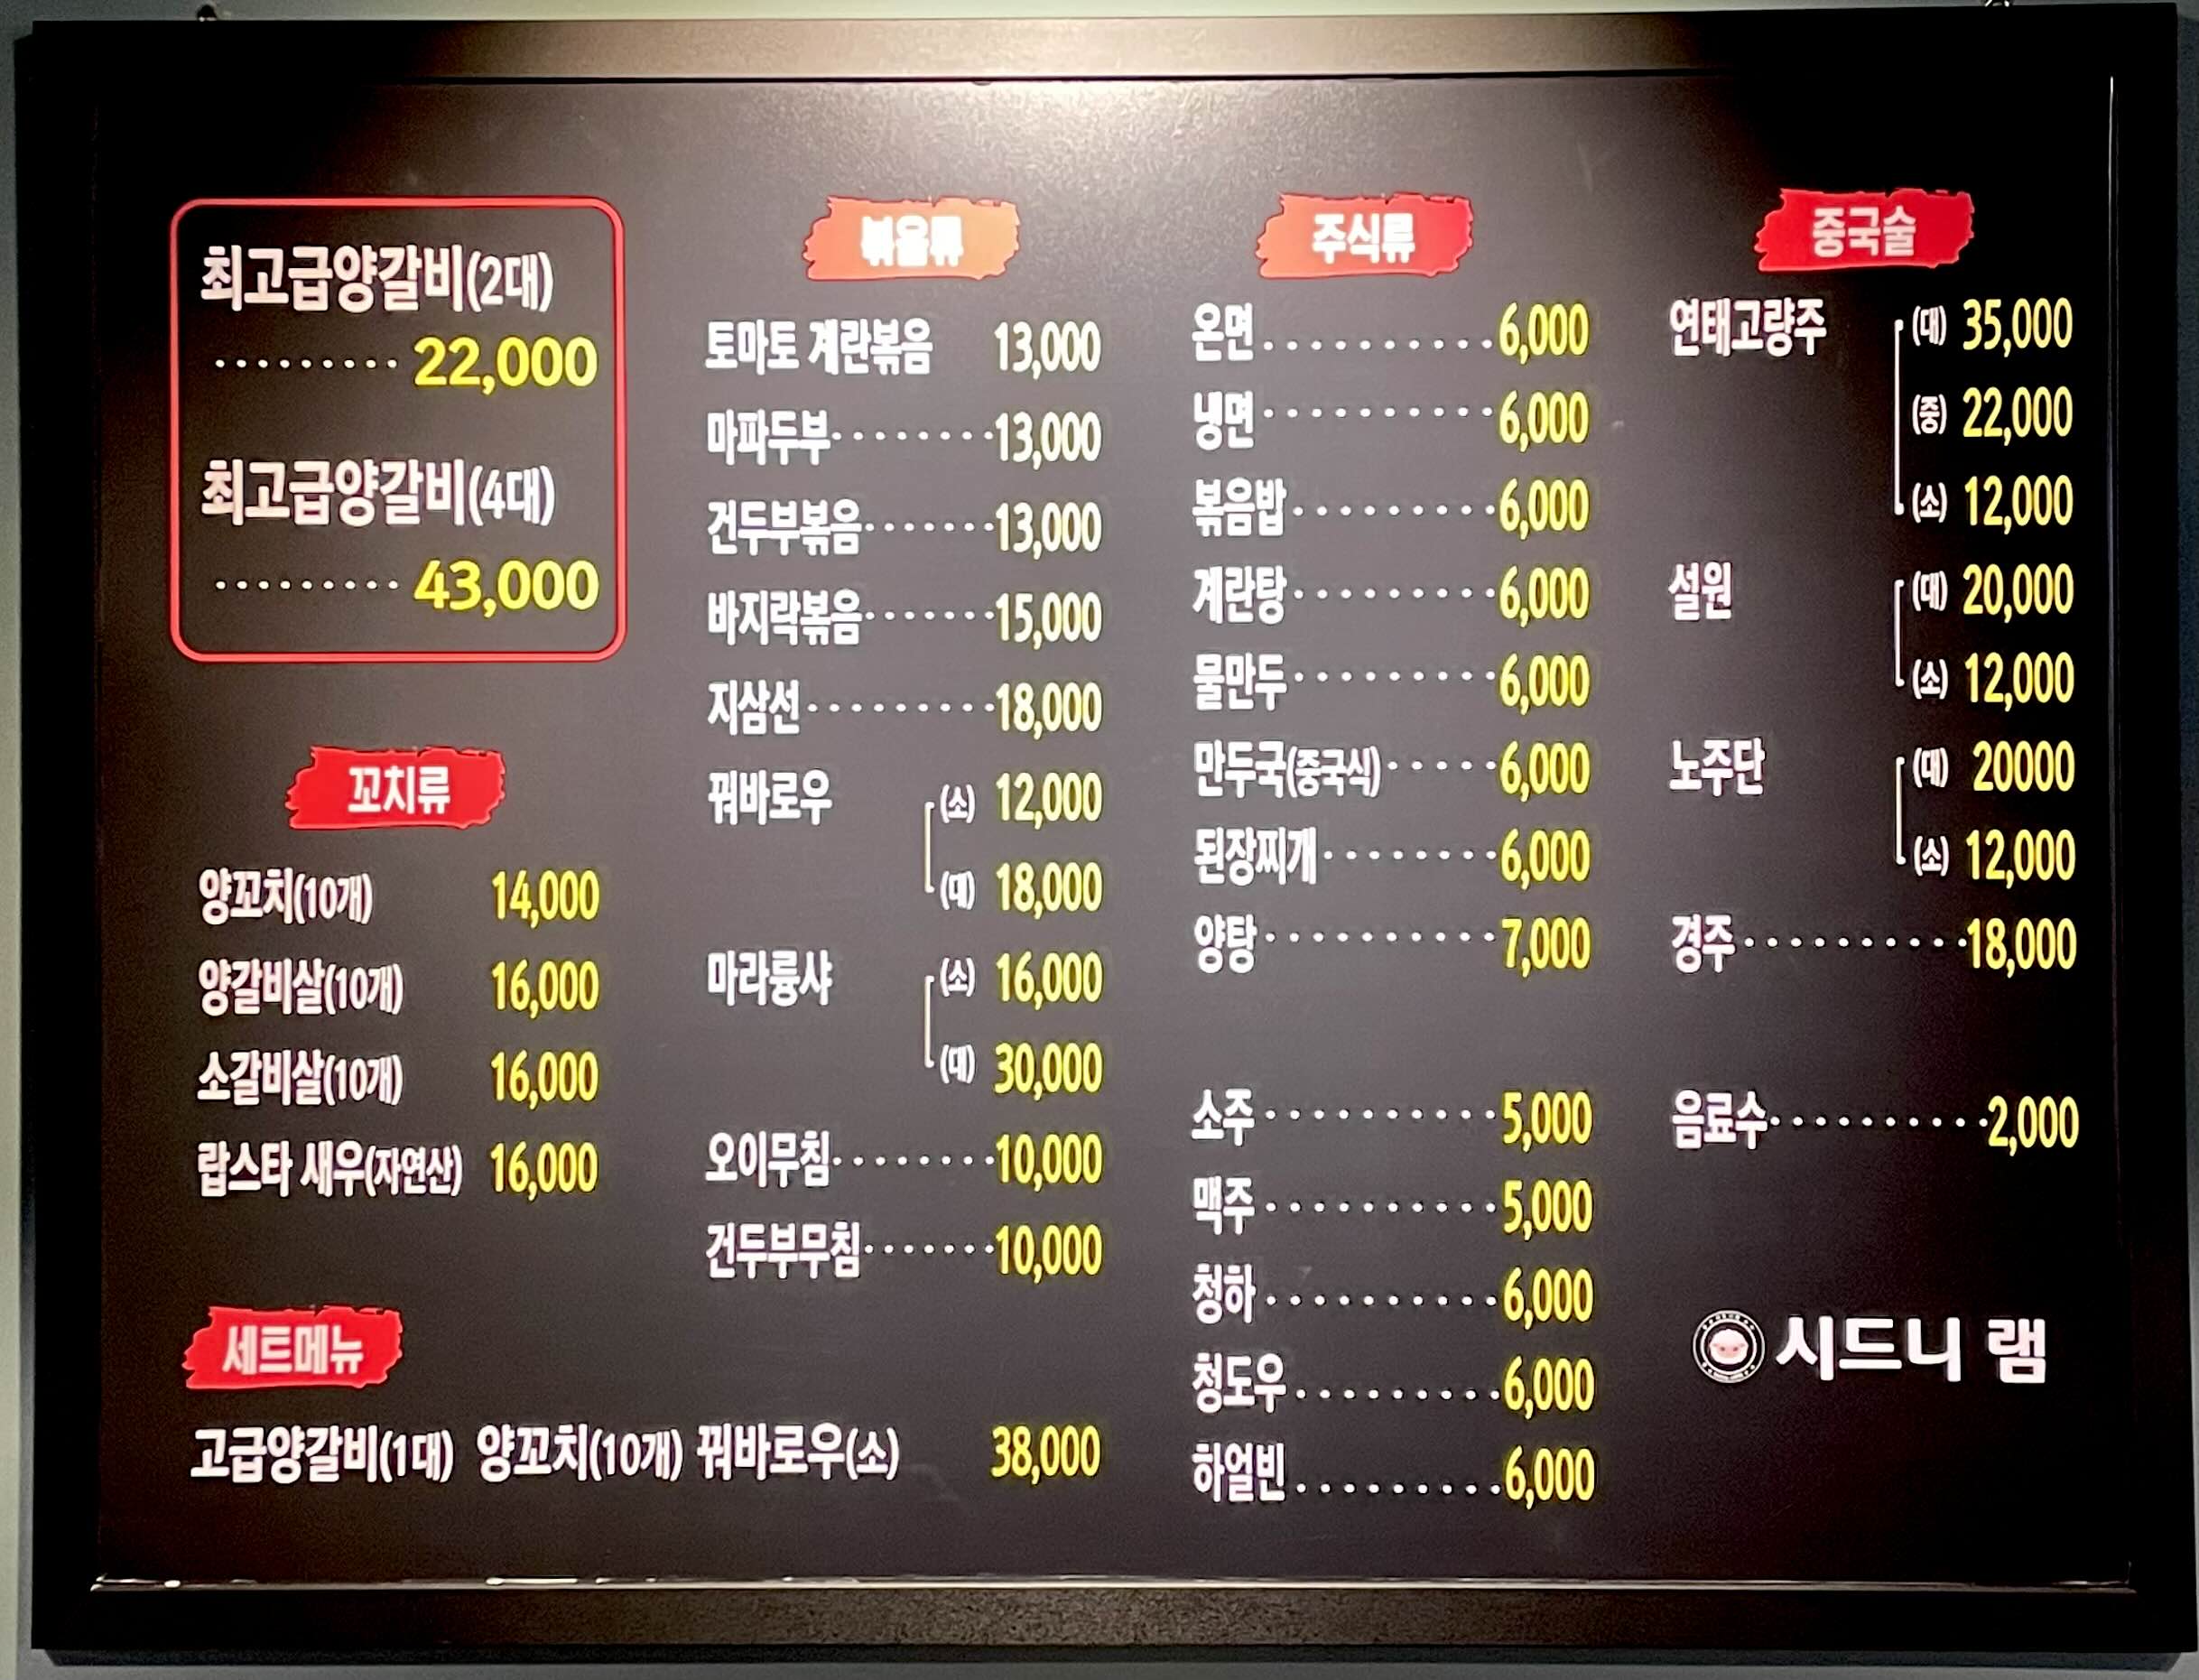 최고급양갈비(2대)
········· 22,000
최고급양갈비(4대)
········· 43,000
꼬치류
양꼬치(10개) 14,000
양갈비살(10개) 16,000
소갈비살(10개) 16,000
랍스타 새우(자연산) 16,000
세트메뉴
고급양갈비(1대) 양꼬치(10개) 꿔바로우(소) 38,000
볶음류
토마토 계란볶음 13,000
마파두부········13,000
건두부볶음·······13,000
바지락볶음·······15,000
지삼선·········18,000
꿔바로우 (소) 12,000
(대) 18,000
마라륭샤 (소) 16,000
(대) 30,000
오이무침········10,000
건두부무침·······10,000
주식류
온면...........6,000
냉면···········6,000
볶음밥·········6,000
계란탕·········6,000
물만두·········6,000
만두국(중국식)·····6,000
된장찌개········6,000
양탕··········7,000
소주··········5,000
맥주··········5,000
청하..........6,000
청도우.........6,000
하얼빈.........6,000
중국술
연태고량주 (대) 35,000
(중) 22,000
(소) 12,000
설원 (대) 20,000
(소) 12,000
노주단 (대) 20000
(소) 12,000
경주··········18,000
음료수··········2,000
시드니 램